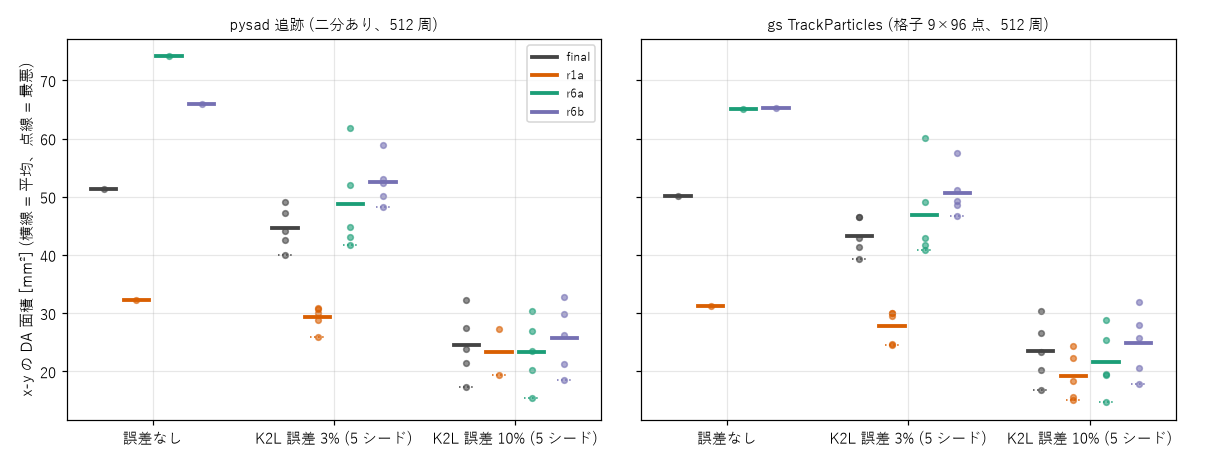 pysad 追跡 (二分あり、512 周)
gs TrackParticles (格子 9×96 点、512 周)
x-y の DA 面積 [mm²] (横線 = 平均、点線 = 最悪)
70
60
50
40
30
20
final
r1a
r6a
r6b
誤差なし
K2L 誤差 3% (5 シード)
K2L 誤差 10% (5 シード)
誤差なし
K2L 誤差 3% (5 シード)
K2L 誤差 10% (5 シード)